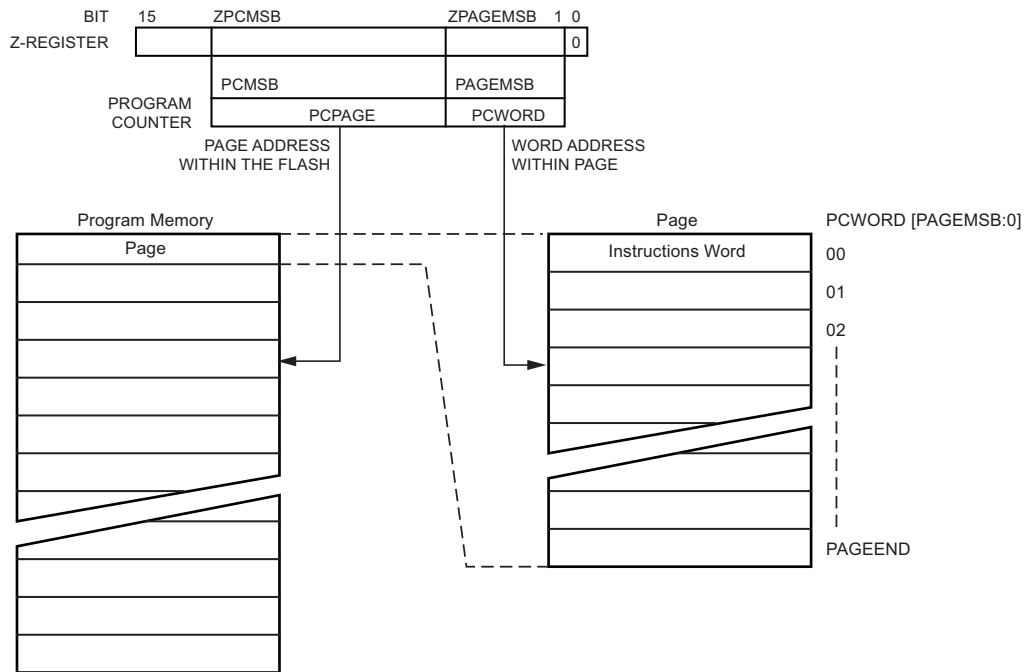 BIT 15 ZPCMSB ZPAGEMSB 1 0
Z-REGISTER 0
PCMSB PAGEMSB
PROGRAM
COUNTER
PCPAGE PCWORD
PAGE ADDRESS
WITHIN THE FLASH
WORD ADDRESS
WITHIN PAGE
Program Memory
Page
Page
Instructions Word
PCWORD [PAGEMSB:0]
00
01
02
PAGEEND